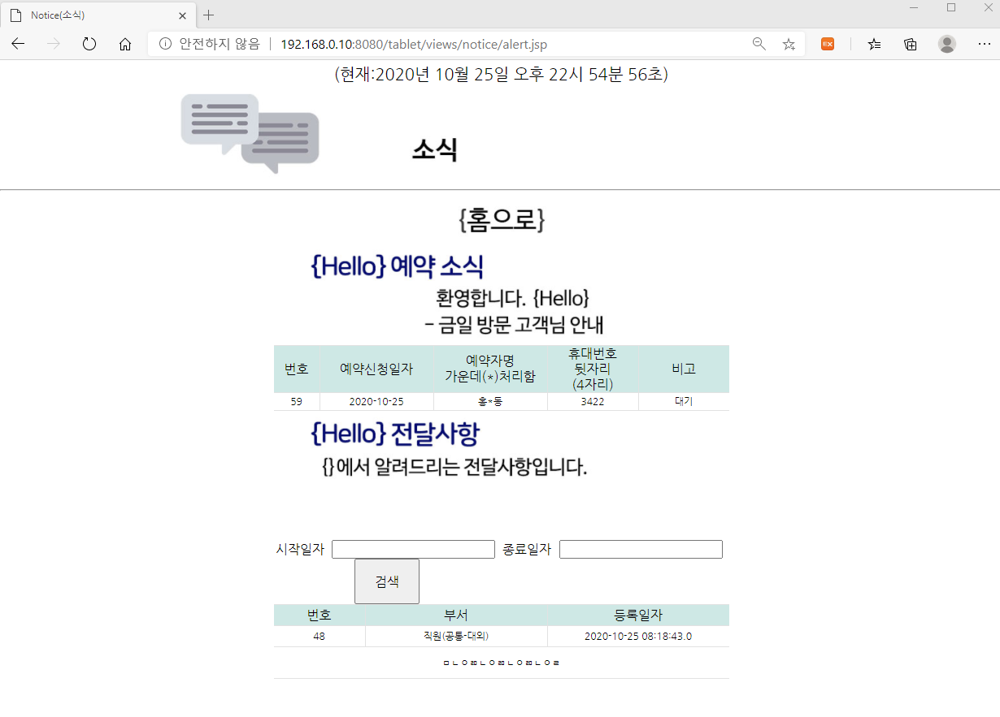 Notice(소식)
안전하지 않음 192.168.0.10:8080/tablet/views/notice/alert.jsp
(현재:2020년 10월 25일 오후 22시 54분 56초)
소식
{홈으로}
{Hello} 예약 소식
환영합니다. {Hello}
- 금일 방문 고객님 안내
번호 예약신청일자 예약자명 가운데(*)처리함 휴대번호 뒷자리 (4자리) 비고
59 2020-10-25 홍*동 3422 대기
{Hello} 전달사항
{}에서 알려드리는 전달사항입니다.
시작일자 종료일자
검색
번호 부서 등록일자
48 직원(공통-대외) 2020-10-25 08:18:43.0
ㅁㄴㅇㄻㄴㅇㄻㄴㅇㄻㄴㅇㄹ